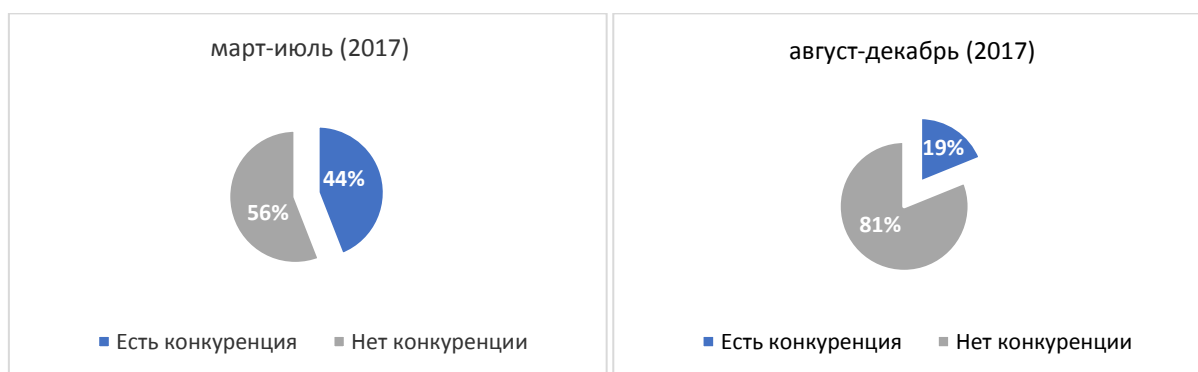 март-июль (2017)
44%
56%
Есть конкуренция
Нет конкуренции
август-декабрь (2017)
19%
81%
Есть конкуренция
Нет конкуренции